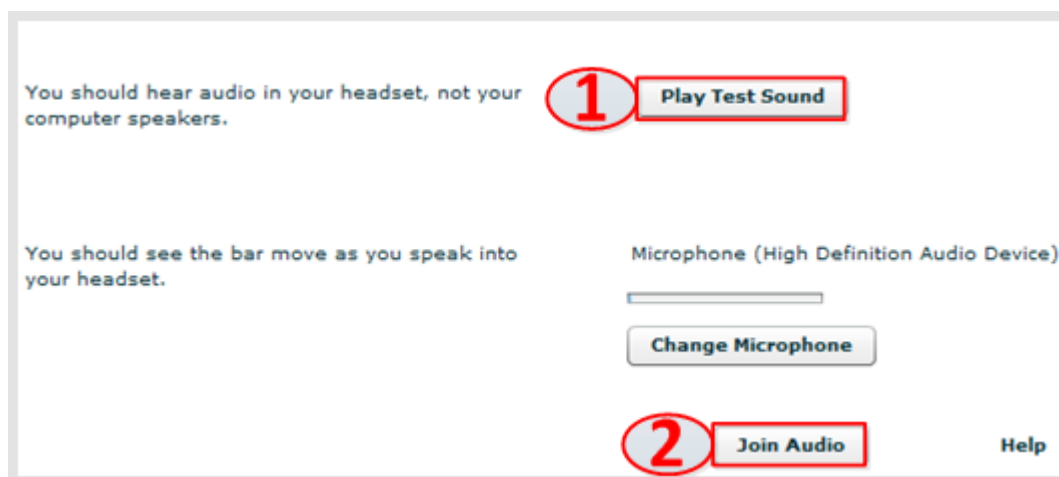 You should hear audio in your headset, not your
computer speakers.
1 Play Test Sound
You should see the bar move as you speak into
your headset.
Microphone (High Definition Audio Device)
Change Microphone
2 Join Audio Help